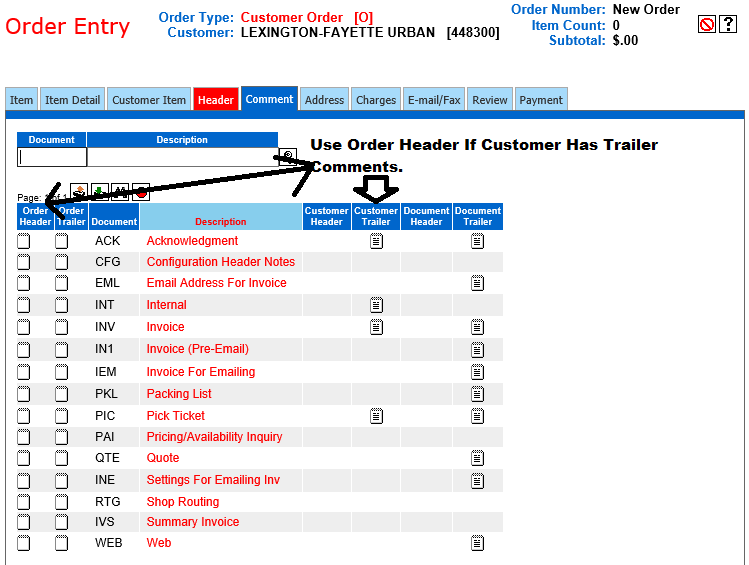 Order Entry
Order Type: Customer Order [O]
Customer: LEXINGTON-FAYETTE URBAN [448300]
Order Number: New Order
Item Count: 0
Subtotal: $.00
Item Item Detail Customer Item Header Comment Address Charges E-mail/Fax Review Payment
Document Description
Use Order Header If Customer Has Trailer
Comments.
Page: 1 of 1
Order Header Order Trailer Document Description Customer Header Customer Trailer Document Header Document Trailer
ACK Acknowledgment
CFG Configuration Header Notes
EML Email Address For Invoice
INT Internal
INV Invoice
IN1 Invoice (Pre-Email)
IEM Invoice For Emailing
PKL Packing List
PIC Pick Ticket
PAI Pricing/Availability Inquiry
QTE Quote
INE Settings For Emailing Inv
RTG Shop Routing
IVS Summary Invoice
WEB Web